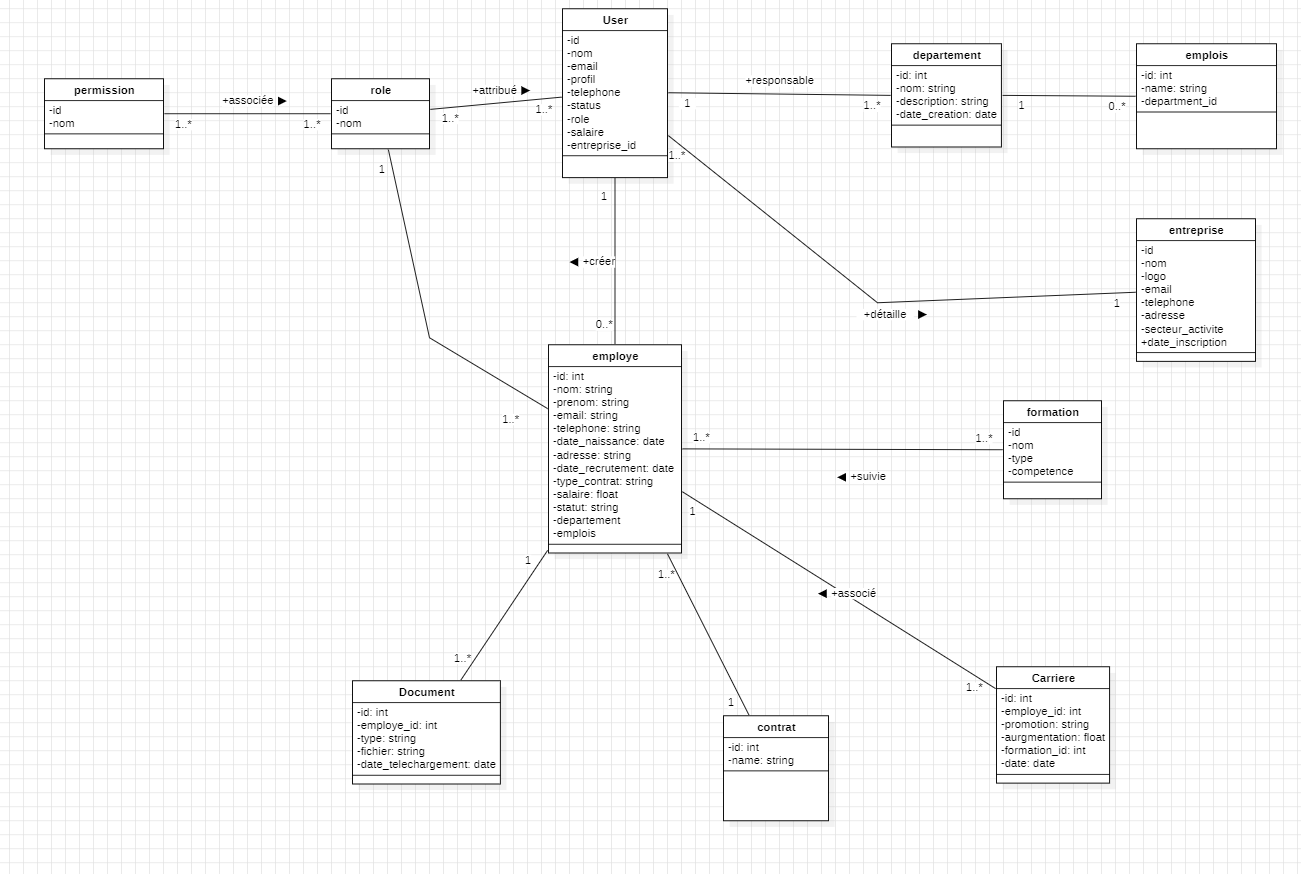 User
-id
-nom
-email
-profil
-telephone
-status
-role
-salaire
-entreprise_id
departement
-id: int
-nom: string
-description: string
-date_creation: date
emplois
-id: int
-name: string
-department_id
permission
-id
-nom
+associée ▶
1..*
1..*
role
-id
-nom
+attribué ▶
1..*
1..*
+responsable
1
1..*
1
0..*
1
1..*
1
◀ +créer
0..*
entreprise
-id
-nom
-logo
-email
-telephone
-adresse
-secteur_activite
+date_inscription
1
+détaille ▶
employe
-id: int
-nom: string
-prenom: string
-email: string
-telephone: string
-date_naissance: date
-adresse: string
-date_recrutement: date
-type_contrat: string
-salaire: float
-statut: string
-departement
-emplois
1..*
formation
-id
-nom
-type
-competence
1..*
1..*
◀ +suivie
1
1
1..*
◀ +associé
1..*
1..*
1
Document
-id: int
-employe_id: int
-type: string
-fichier: string
-date_telechargement: date
contrat
-id: int
-name: string
Carriere
-id: int
-employe_id: int
-promotion: string
-aurgmentation: float
-formation_id: int
-date: date